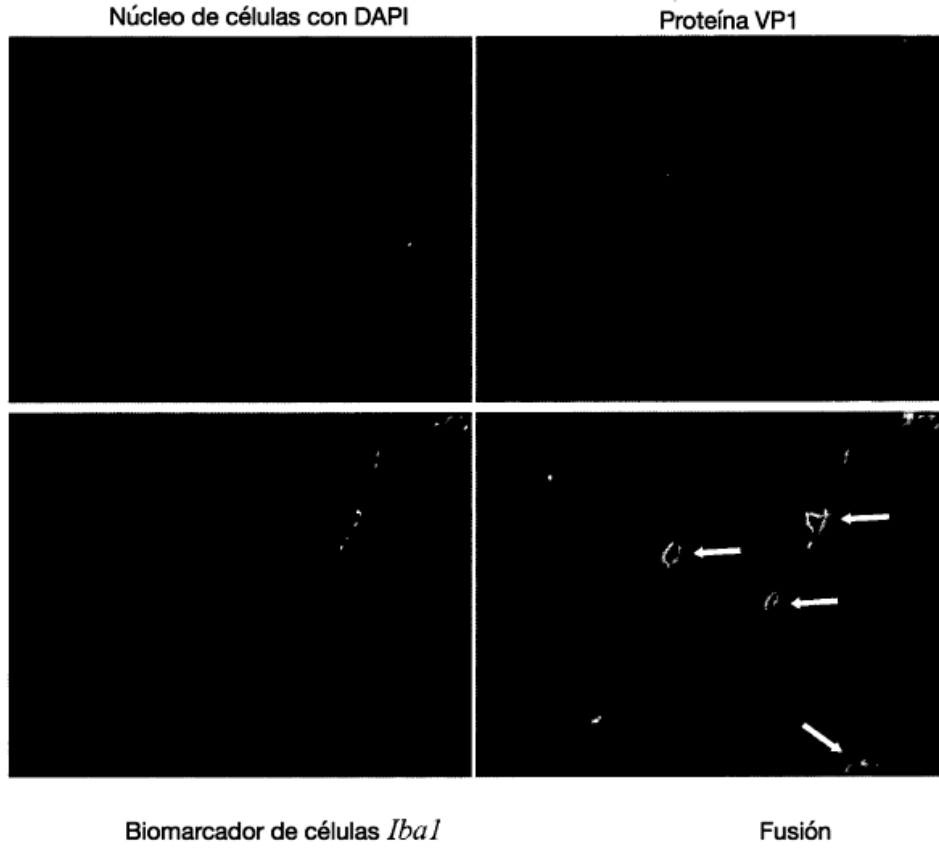 Núcleo de células con DAPI
Proteína VP1
Biomarcador de células Iba1
Fusión